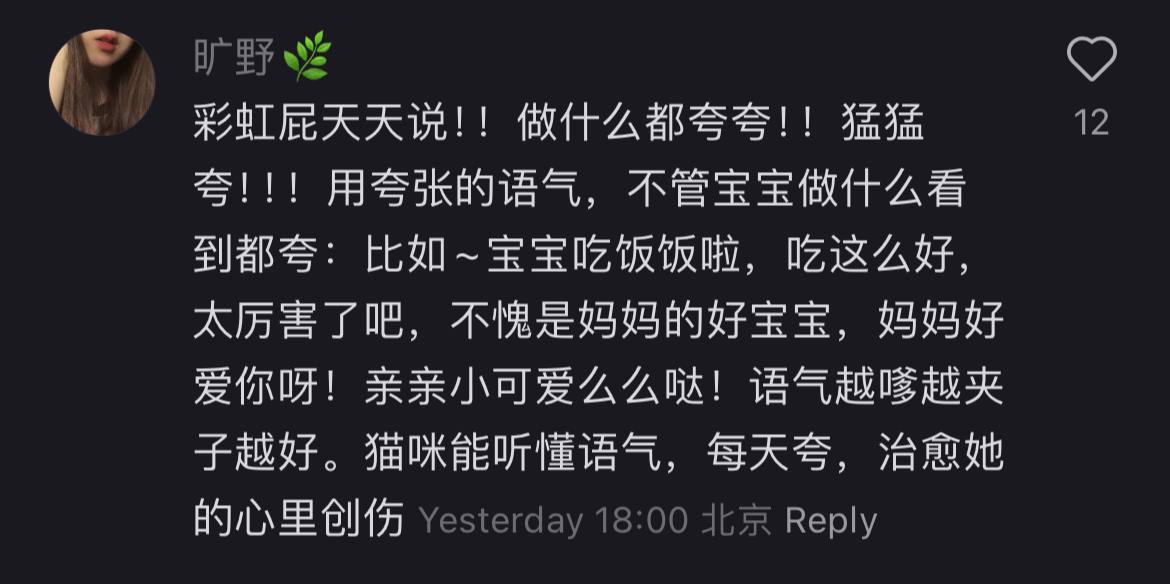 旷野🌿
彩虹屁天天说！！做什么都夸夸！！猛猛
夸！！！用夸张的语气，不管宝宝做什么看
到都夸：比如～宝宝吃饭饭啦，吃这么好，
太厉害了吧，不愧是妈妈的好宝宝，妈妈好
爱你呀！亲亲小可爱么么哒！语气越嗲越夹
子越好。猫咪能听懂语气，每天夸，治愈她
的心里创伤 Yesterday 18:00 北京 Reply
12